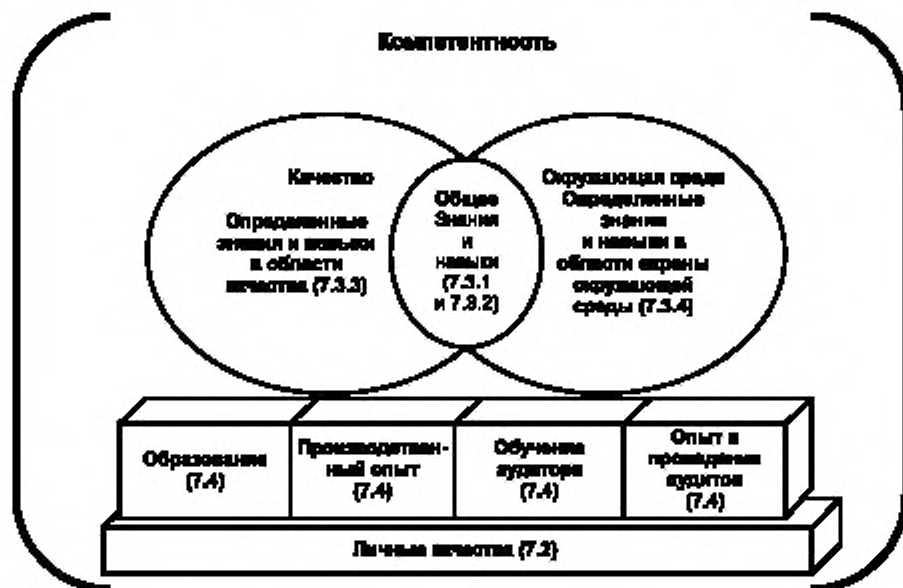 Компетентность
Качество
Определенные
знания и навыки
в области
качества (7.3.3)
Общие
Знания
и
навыки
(7.3.1
и 7.3.2)
Окружающая среда
Определенные
знания
и навыки в
области охраны
окружающей
среды (7.3.4)
Образование
(7.4)
Производствен-
ный опыт
(7.4)
Обучение
аудитора
(7.4)
Опыт в
проведении
аудитов
(7.4)
Личные качества (7.2)